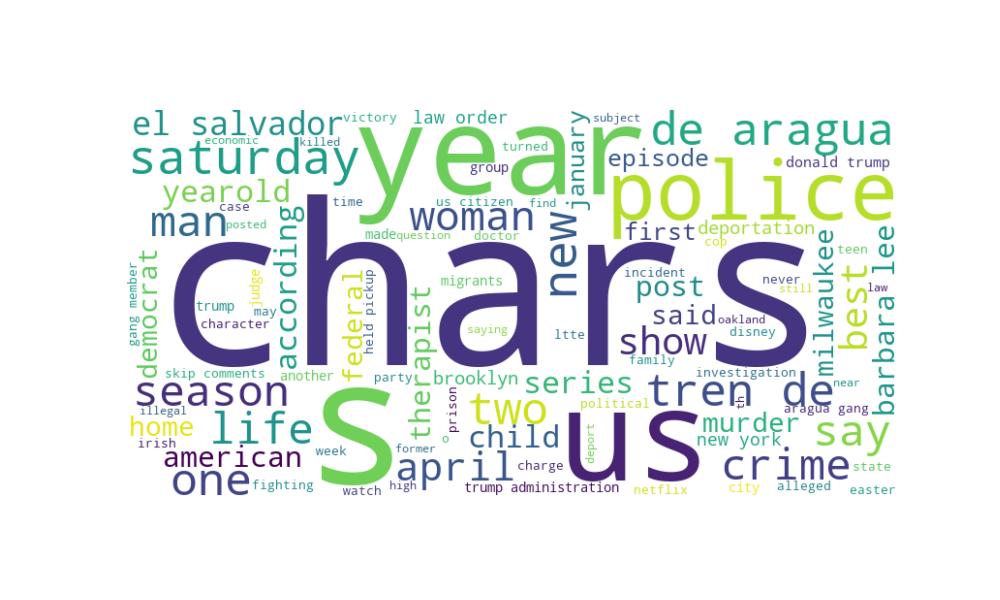 el salvador
victory
law order
subject
economic
killed
year
turned
january
de aragua
saturday
group
episode
donald trump
yearold
case
time
us citizen
find
man
posted
according
woman
made
question
doctor
new
police
first
deportation
cop
teen
gang member
democrat
chars
trump
judge
may
character
federal
held pickup
migrants
therapist
saying
ltte
incident
post
said
show
never
still
law
oakland
disney
milwaukee
best
barbara lee
family
investigation
near
skip comments
another
party
brooklyn
series
tren de
season
illegal
home
irish
life
week
s
prison
o
former
two
child
political
deport
us
th
aragua gang
murder
new york
say
american
one
fighting
watch
high
april
charge
trump administration
netflix
crime
city
alleged
state
easter